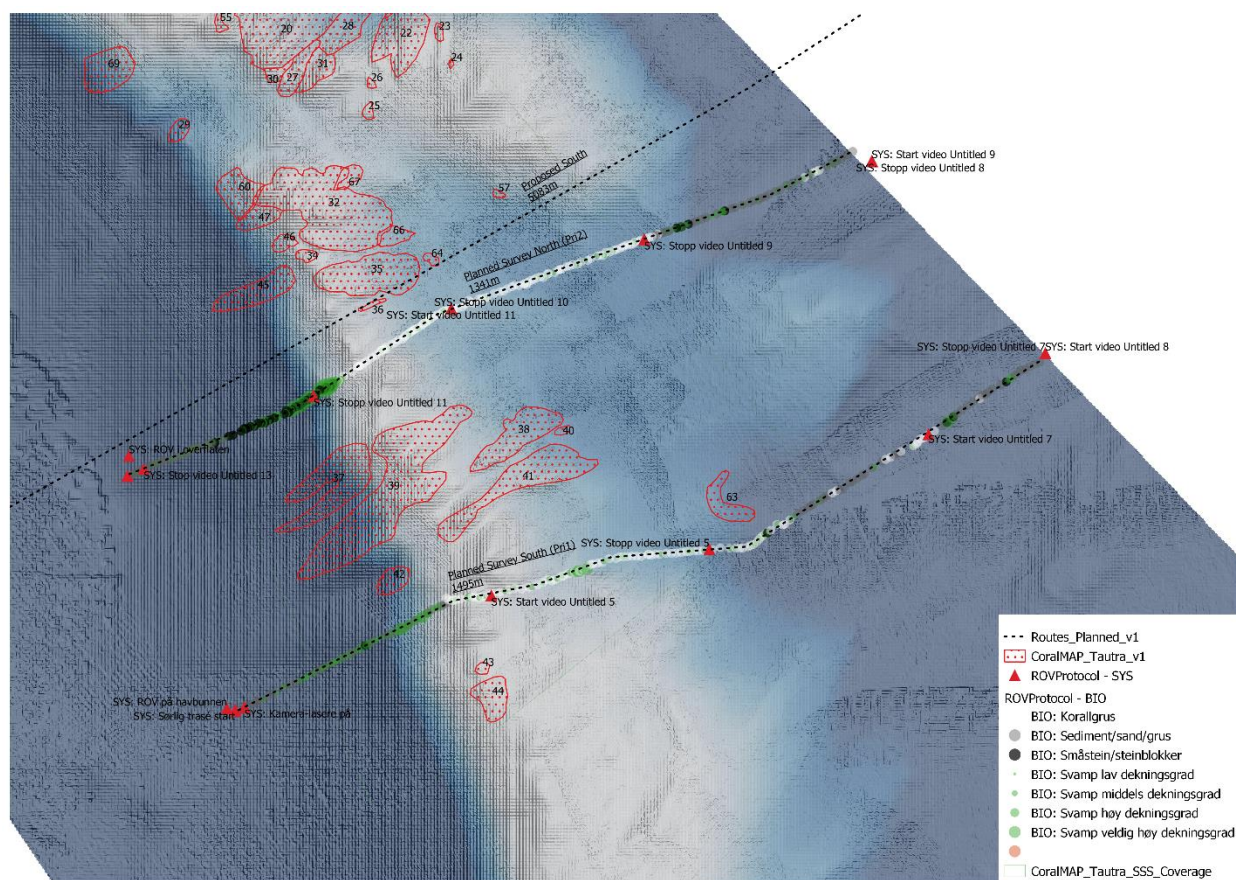 65
20
28
22
23
24
69
30
27
31
26
25
29
60
67
32
47
46
34
66
57
64
45
35
36
Proposed South
5083m
SYS: Start video Untitled 9
SYS: Stopp video Untitled 8
Planned Survey North (Pri2)
1341m
SYS: Stopp video Untitled 9
SYS: Stopp video Untitled 10
SYS: Start video Untitled 11
SYS: Stopp video Untitled 7
SYS: Start video Untitled 8
SYS: Stopp video Untitled 11
SYS: Start video Untitled 7
38
40
37
39
41
63
SYS: Stop video Untitled 13
SYS: Stopp video Untitled 5
42
Planned Survey South (Pri1)
1495m
SYS: Start video Untitled 5
43
44
SYS: ROV på havbunnen
SYS: Sørlig trase start
SYS: Kamera-lasere på
Routes_Planned_v1
CoralMAP_Tautra_v1
ROVProtocol - SYS
ROVProtocol - BIO
BIO: Korallgrus
BIO: Sediment/sand/grus
BIO: Småstein/steinblokker
BIO: Svamp lav dekningsgrad
BIO: Svamp middels dekningsgrad
BIO: Svamp høy dekningsgrad
BIO: Svamp veldig høy dekningsgrad
CoralMAP_Tautra_SSS_Coverage